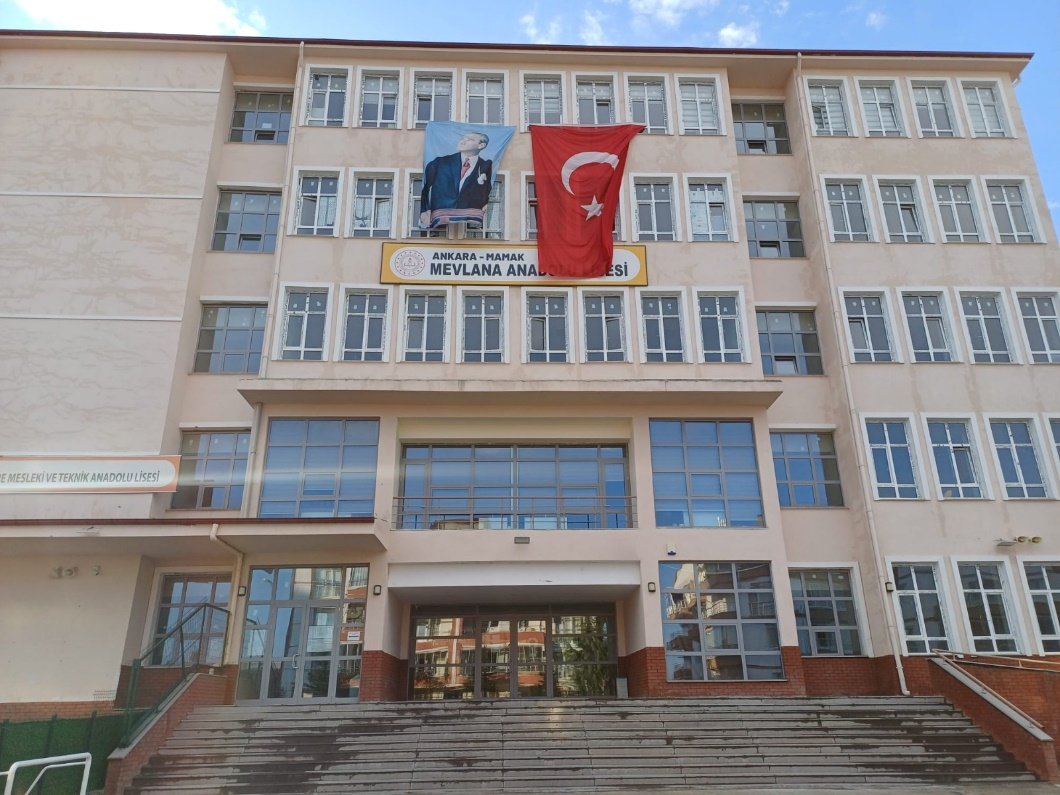 ANKARA - MAMAK
MEVLANA ANADO
ESİ
E MESLEKİ VE TEKNİK ANADOLU LİSESİ